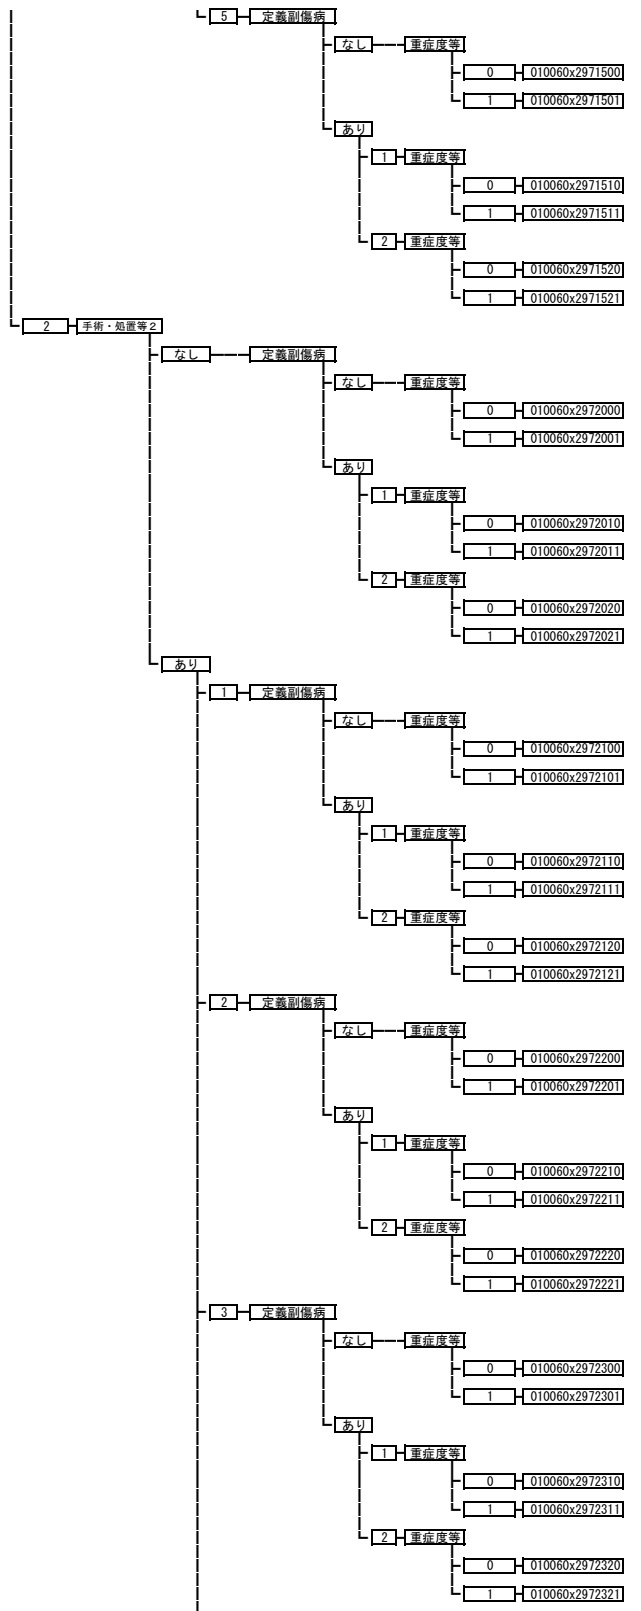 5 定義副傷病
なし 重症度等
0 010060x2971500
1 010060x2971501
あり
1 重症度等
0 010060x2971510
1 010060x2971511
2 重症度等
0 010060x2971520
1 010060x2971521
2 手術・処置等２
なし 定義副傷病
なし 重症度等
0 010060x2972000
1 010060x2972001
あり
1 重症度等
0 010060x2972010
1 010060x2972011
2 重症度等
0 010060x2972020
1 010060x2972021
あり
1 定義副傷病
なし 重症度等
0 010060x2972100
1 010060x2972101
あり
1 重症度等
0 010060x2972110
1 010060x2972111
2 重症度等
0 010060x2972120
1 010060x2972121
2 定義副傷病
なし 重症度等
0 010060x2972200
1 010060x2972201
あり
1 重症度等
0 010060x2972210
1 010060x2972211
2 重症度等
0 010060x2972220
1 010060x2972221
3 定義副傷病
なし 重症度等
0 010060x2972300
1 010060x2972301
あり
1 重症度等
0 010060x2972310
1 010060x2972311
2 重症度等
0 010060x2972320
1 010060x2972321